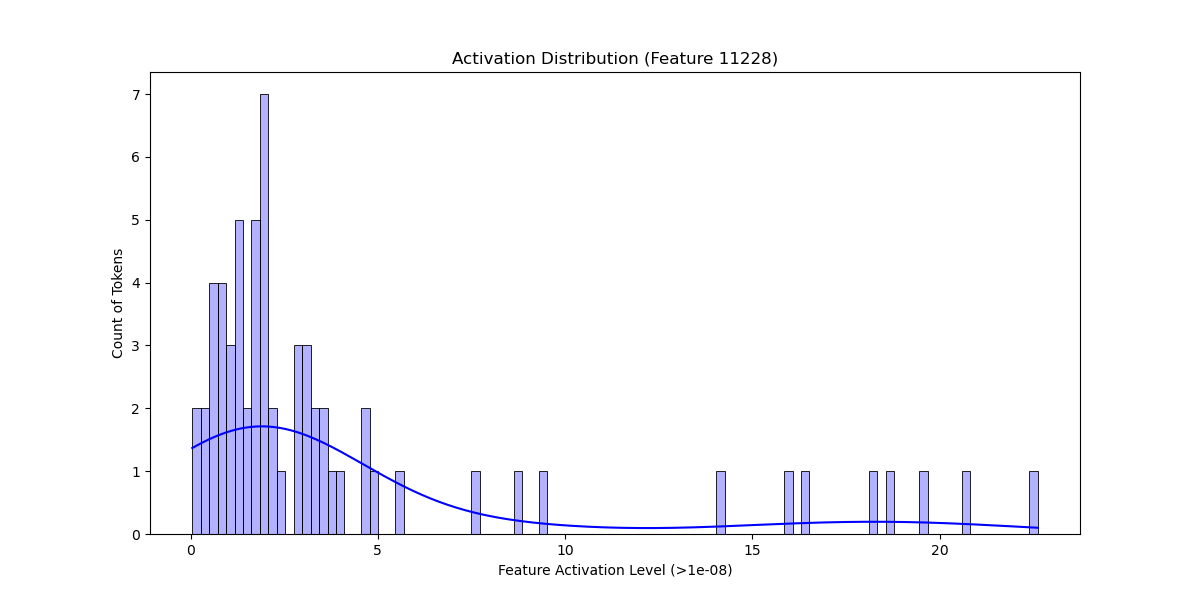 Activation Distribution (Feature 11228)
Count of Tokens
7
6
5
4
3
2
1
0
0 5 10 15 20
Feature Activation Level (>1e-08)